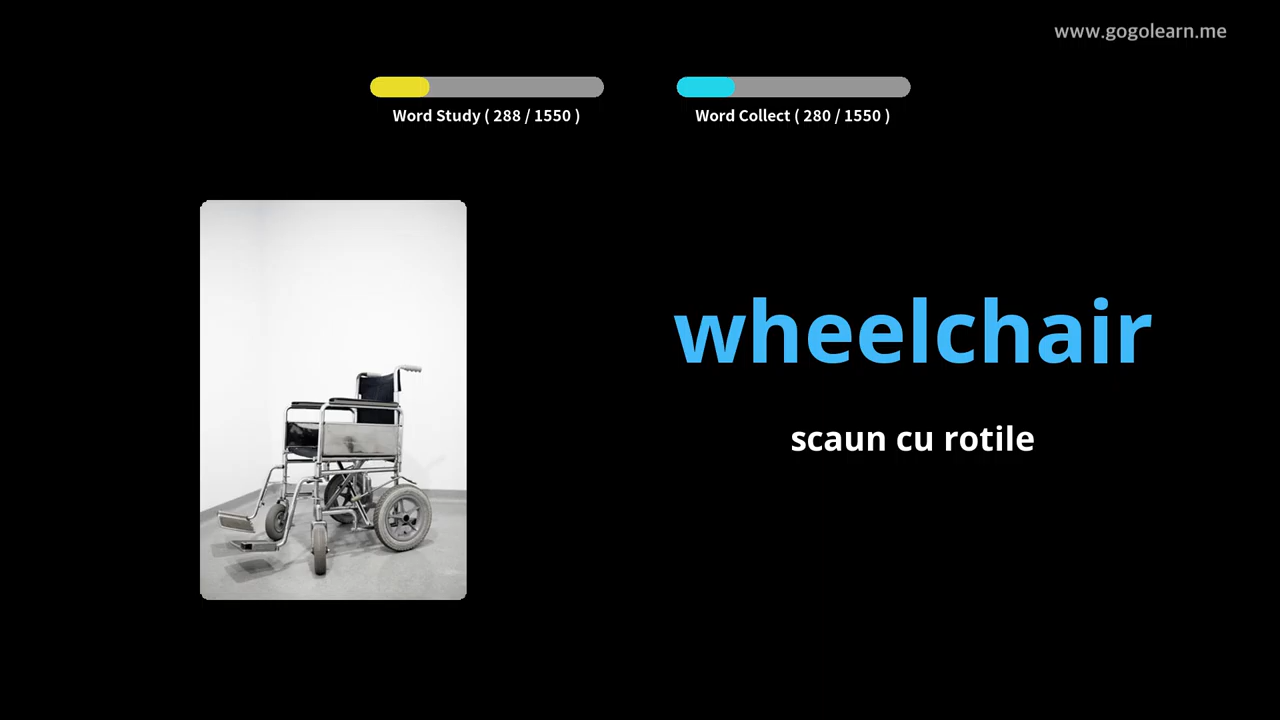 www.gogolearn.me
Word Study ( 288 / 1550 )
Word Collect ( 280 / 1550 )
wheelchair
scaun cu rotile